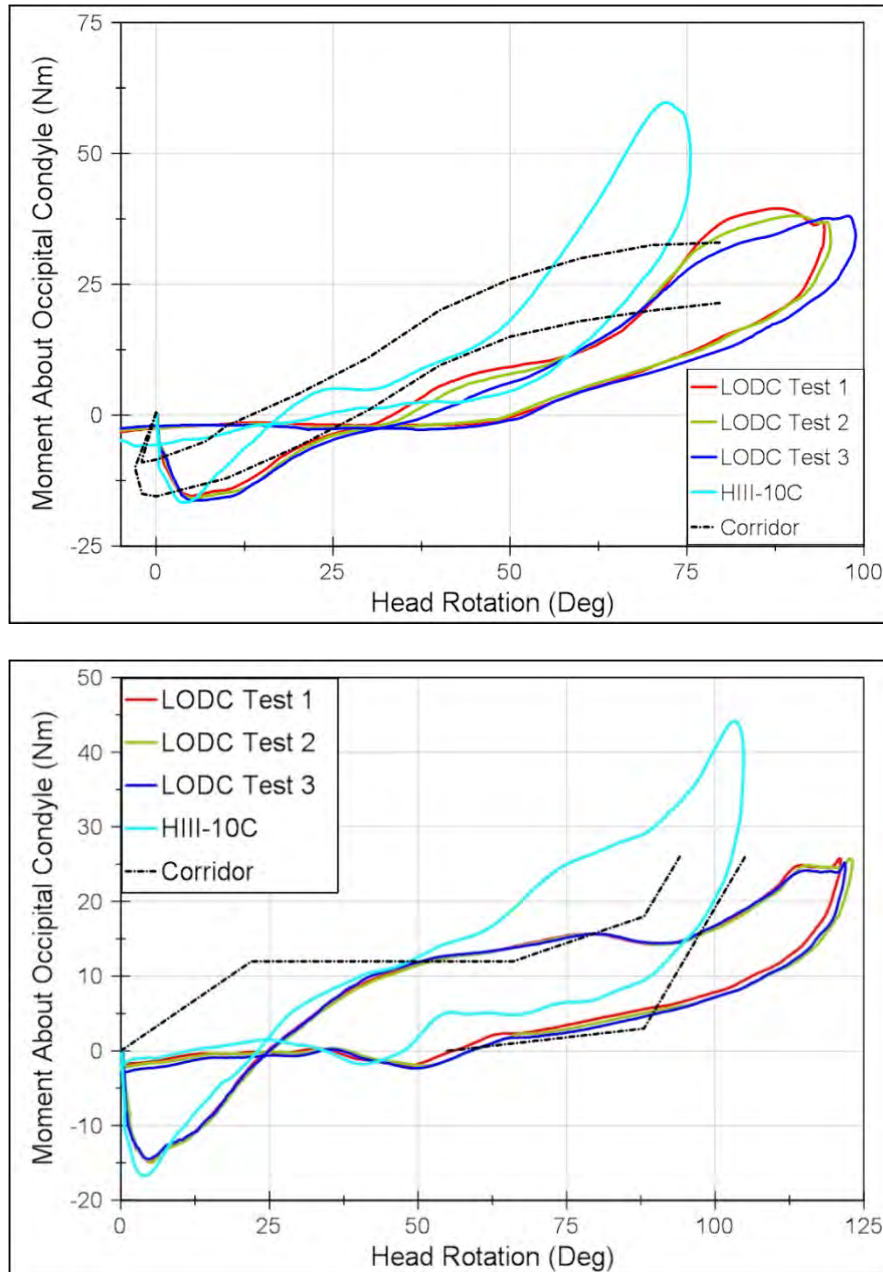 75
50
25
0
-25
Moment About Occipital Condyle (Nm)
LODC Test 1
LODC Test 2
LODC Test 3
HIII-10C
Corridor
0 25 50 75 100
Head Rotation (Deg)
50
40
30
20
10
0
-10
-20
Moment About Occipital Condyle (Nm)
LODC Test 1
LODC Test 2
LODC Test 3
HIII-10C
Corridor
0 25 50 75 100 125
Head Rotation (Deg)